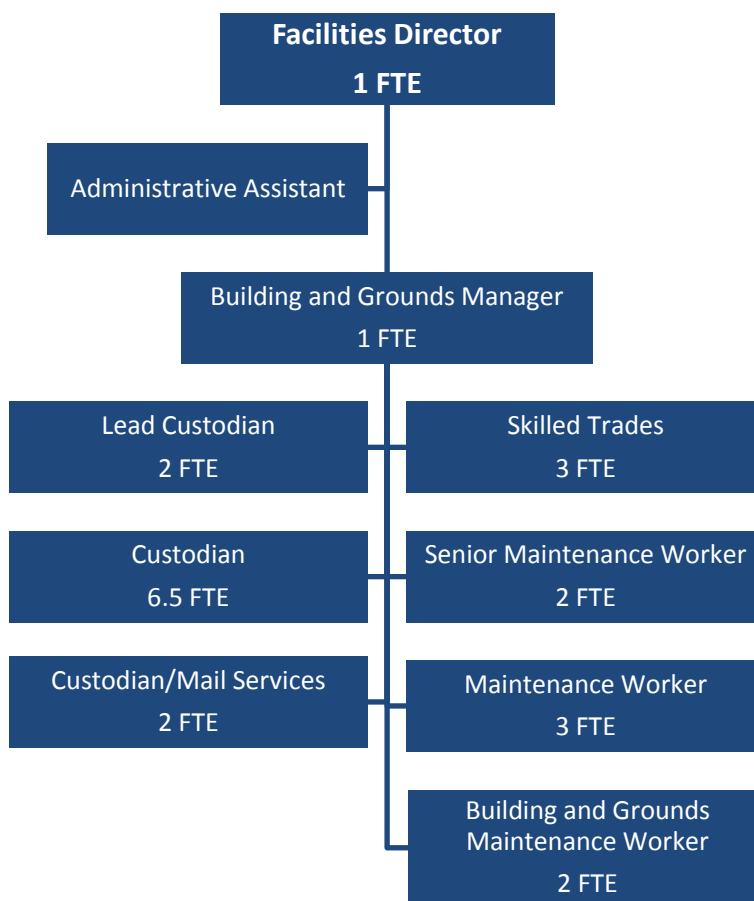 Facilities Director
1 FTE
Administrative Assistant
Building and Grounds Manager
1 FTE
Lead Custodian
2 FTE
Skilled Trades
3 FTE
Custodian
6.5 FTE
Senior Maintenance Worker
2 FTE
Custodian/Mail Services
2 FTE
Maintenance Worker
3 FTE
Building and Grounds
Maintenance Worker
2 FTE